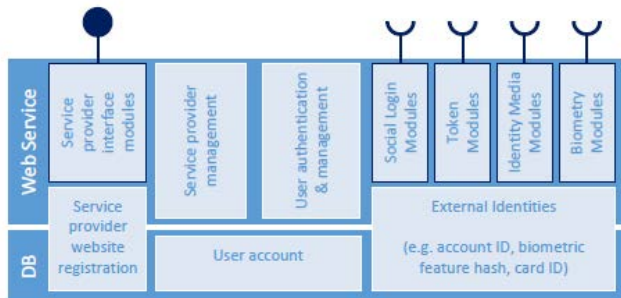 Web Service
Service
provider
interface
modules
Service provider
management
User authentication
& management
Social Login
Modules
Token
Modules
Identity Media
Modules
Biometry
Modules
Service
provider
website
registration
External Identities
(e.g. account ID, biometric
feature hash, card ID)
DB
User account